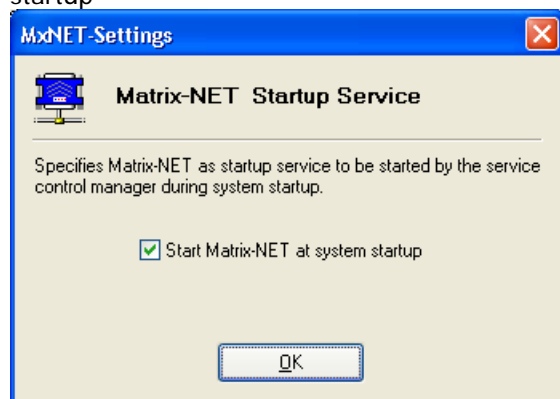 startup
MxNET-Settings
Matrix-NET Startup Service
Specifies Matrix-NET as startup service to be started by the service
control manager during system startup.
Start Matrix-NET at system startup
OK